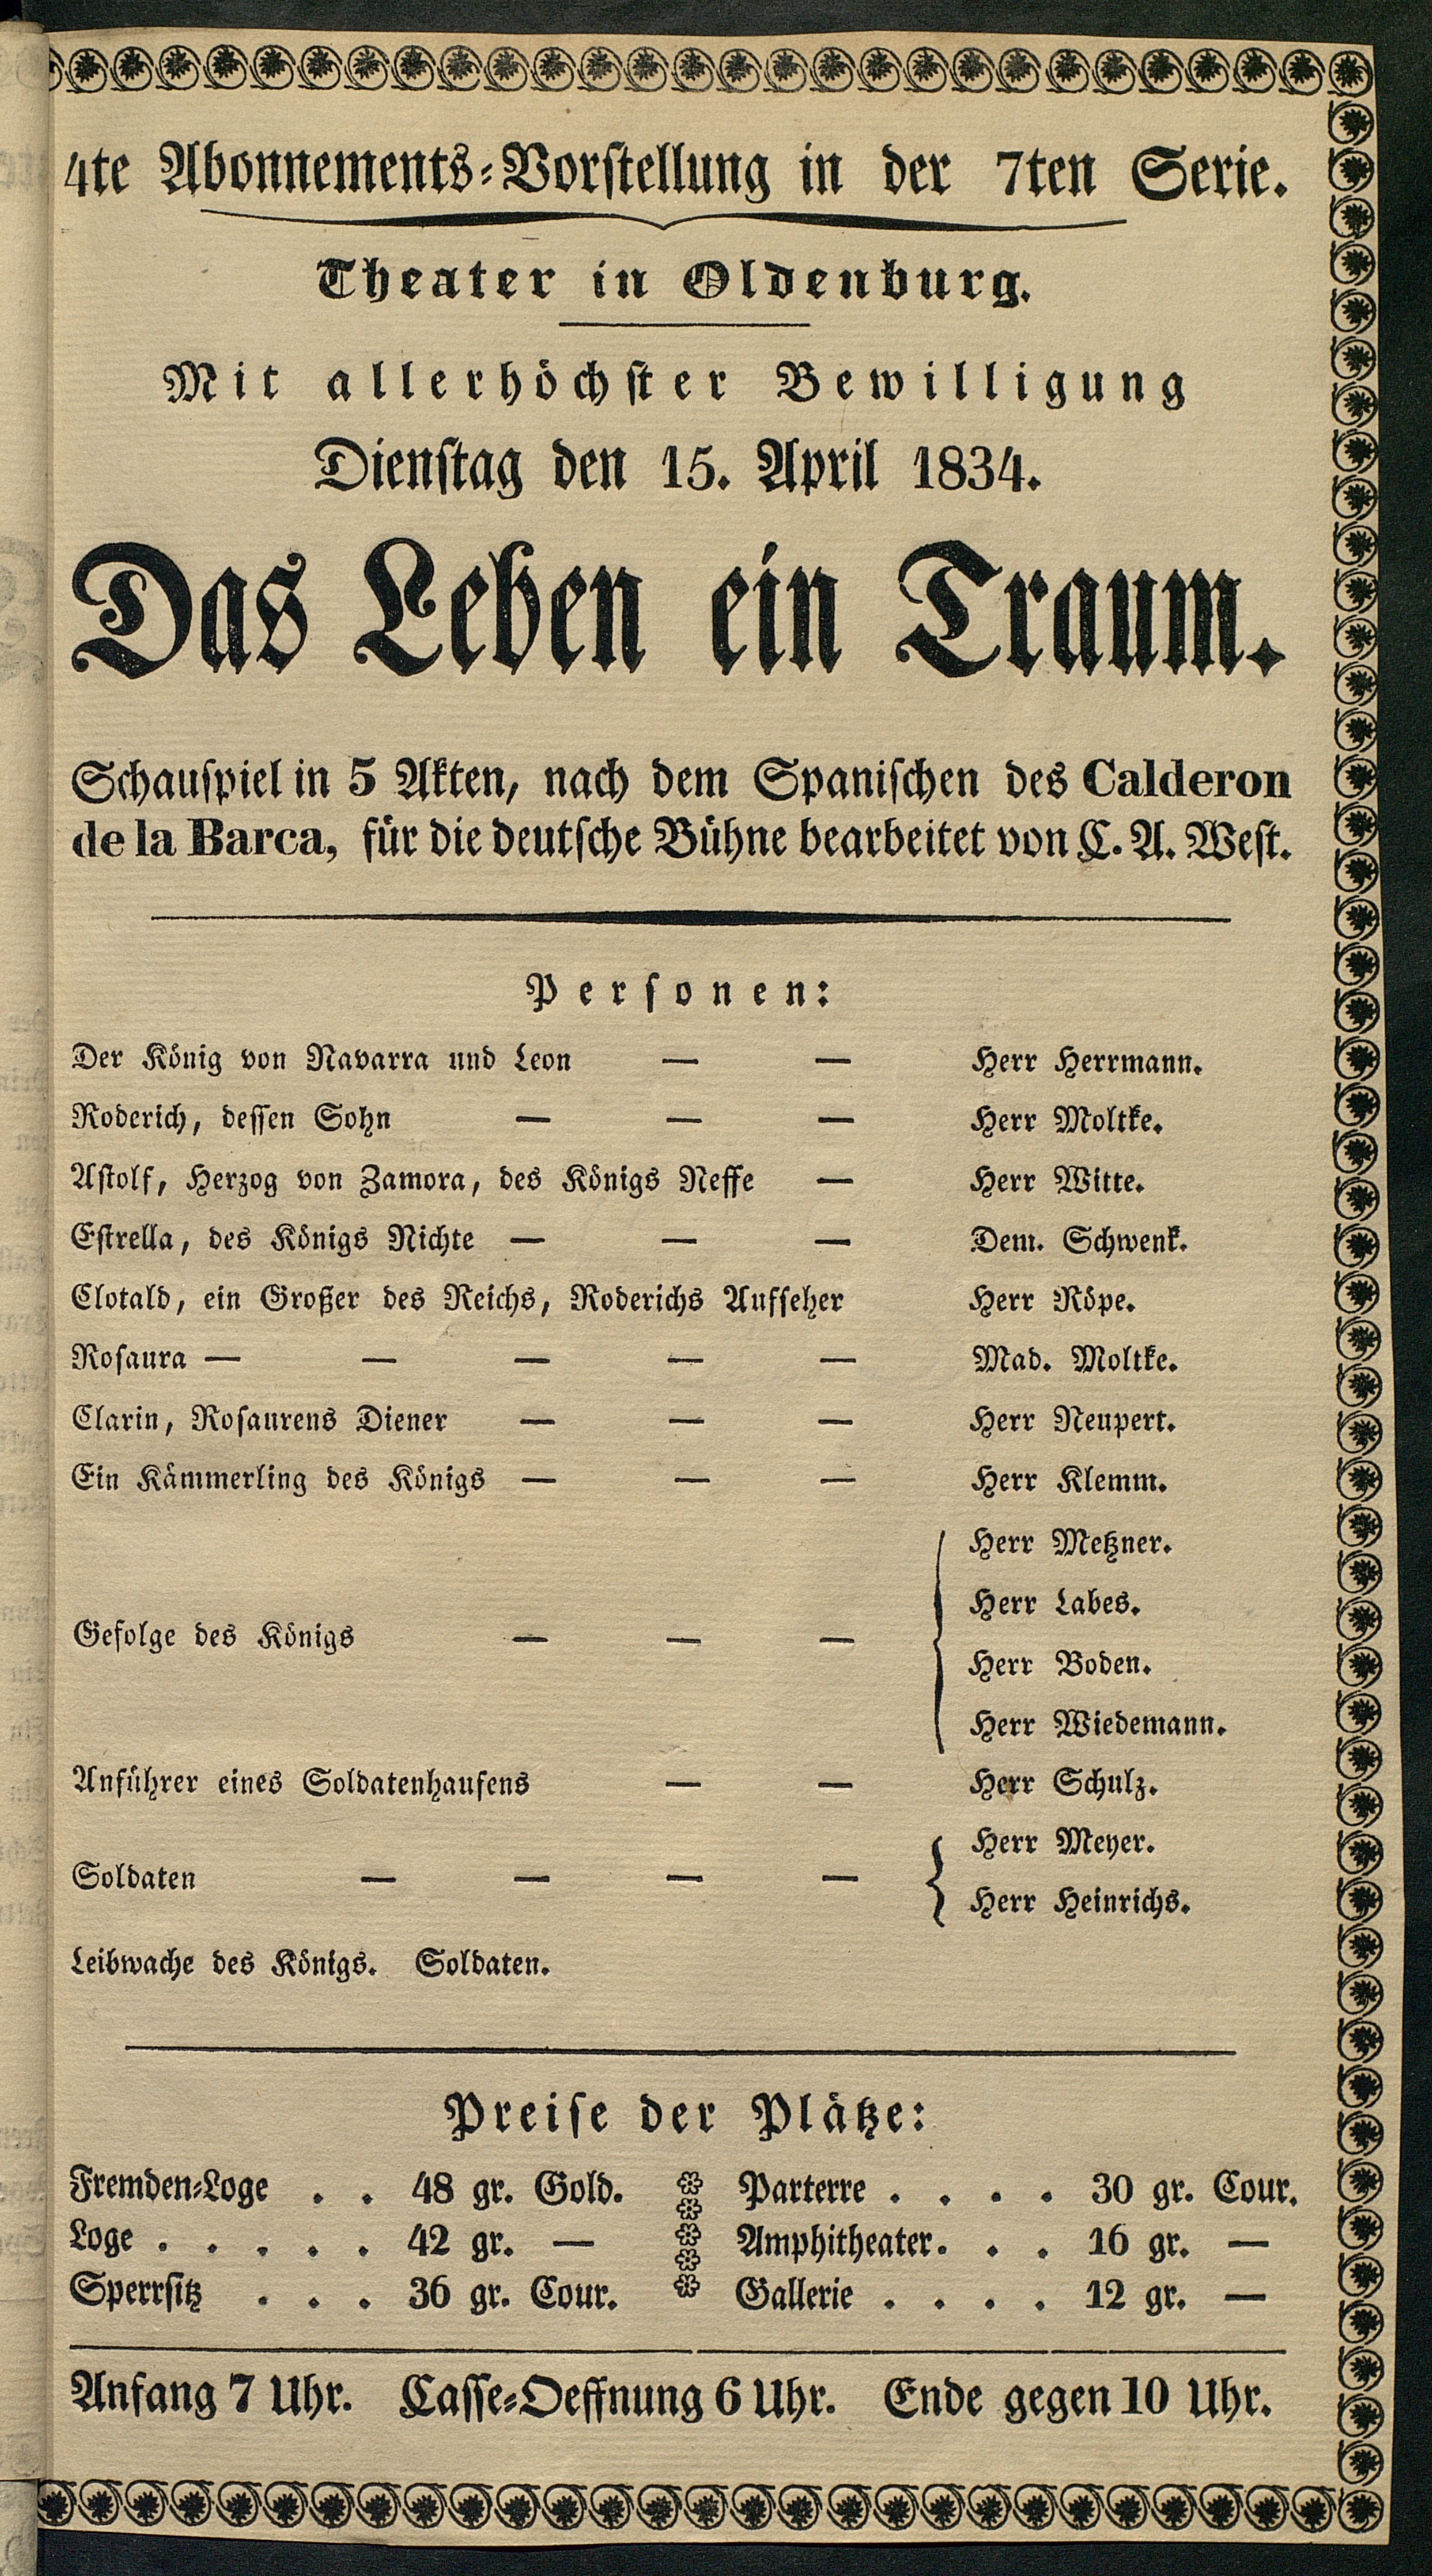 4te Abonnements-Vorstellung in der 7ten Serie.
Theater in Oldenburg.
Mit allerhöchster Bewilligung
Dienstag den 15. April 1834.
Das Leben ein Traum.
Schauspiel in 5 Akten, nach dem Spanischen des Calderon
de la Barca, für die deutsche Bühne bearbeitet von C. A. West.
Personen:
Der König von Navarra und Leon — — Herr Herrmann.
Roderich, dessen Sohn — — — Herr Moltke.
Astolf, Herzog von Zamora, des Königs Neffe — Herr Witte.
Estrella, des Königs Nichte — — — Dem. Schwenk.
Clotald, ein Großer des Reichs, Roderichs Aufseher Herr Röpe.
Rosaura — — — — — Mad. Moltke.
Clarin, Rosaurens Diener — — — Herr Neupert.
Ein Kämmerling des Königs — — — Herr Klemm.
Herr Metzner.
Herr Labes.
Gefolge des Königs — — —
Herr Boden.
Herr Wiedemann.
Anführer eines Soldatenhaufens — — Herr Schulz.
Herr Meyer.
Soldaten — — — —
Herr Heinrichs.
Leibwache des Königs. Soldaten.
Preise der Plätze:
Fremden-Loge . . 48 gr. Gold. Parterre . . . . 30 gr. Cour.
Loge . . . . . 42 gr. — Amphitheater. . . 16 gr. —
Sperrsitz . . . 36 gr. Cour. Gallerie . . . . 12 gr. —
Anfang 7 Uhr. Casse-Oeffnung 6 Uhr. Ende gegen 10 Uhr.